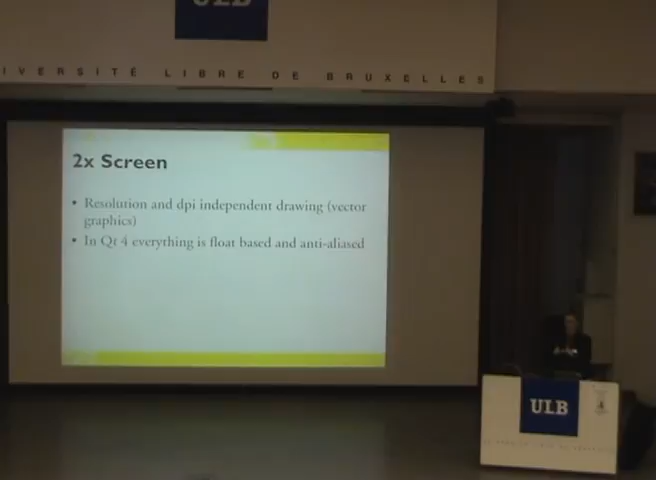 ULB
IVERSITÉ LIBRE DE BRUXELLES
2x Screen
• Resolution and dpi independent drawing (vector
graphics)
• In Qt 4 everything is float based and anti-aliased
ULB